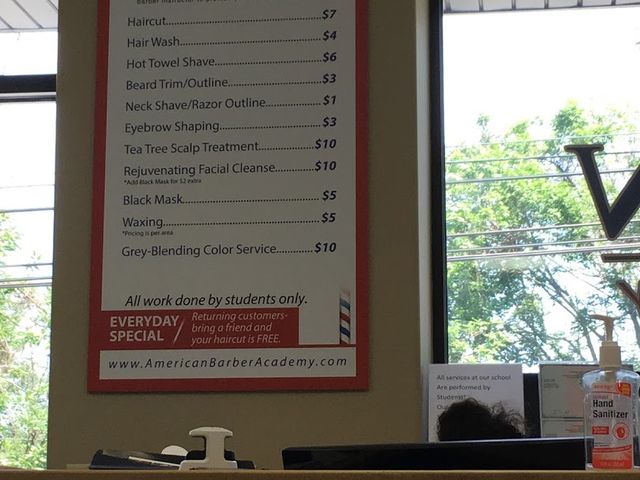 Haircut..................................................$7
Hair Wash..............................................$4
Hot Towel Shave....................................$6
Beard Trim/Outline................................$3
Neck Shave/Razor Outline......................$1
Eyebrow Shaping...................................$3
Tea Tree Scalp Treatment......................$10
Rejuvenating Facial Cleanse..................$10
*Add Black Mask for $2 extra
Black Mask............................................$5
Waxing..................................................$5
*Pricing is per area
Grey-Blending Color Service............$10
All work done by students only.
EVERYDAY SPECIAL / Returning customers-
bring a friend and
your haircut is FREE.
www.AmericanBarberAcademy.com
All services at our school
Are performed by
Students!
Hand
Sanitizer